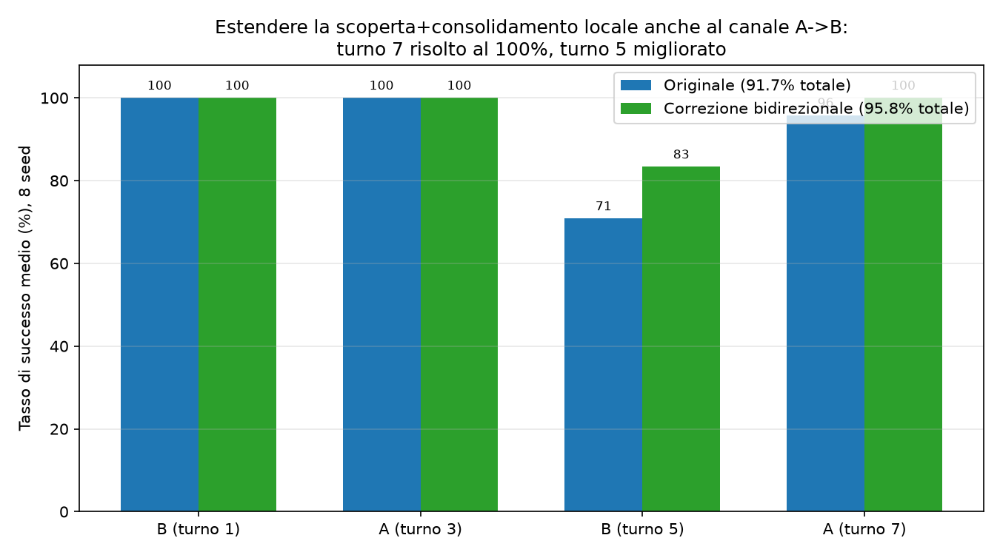 Estendere la scoperta+consolidamento locale anche al canale A->B:
turno 7 risolto al 100%, turno 5 migliorato
Tasso di successo medio (%), 8 seed
100
80
60
40
20
0
100
100
100
100
71
83
96
100
Originale (91.7% totale)
Correzione bidirezionale (95.8% totale)
B (turno 1)
A (turno 3)
B (turno 5)
A (turno 7)